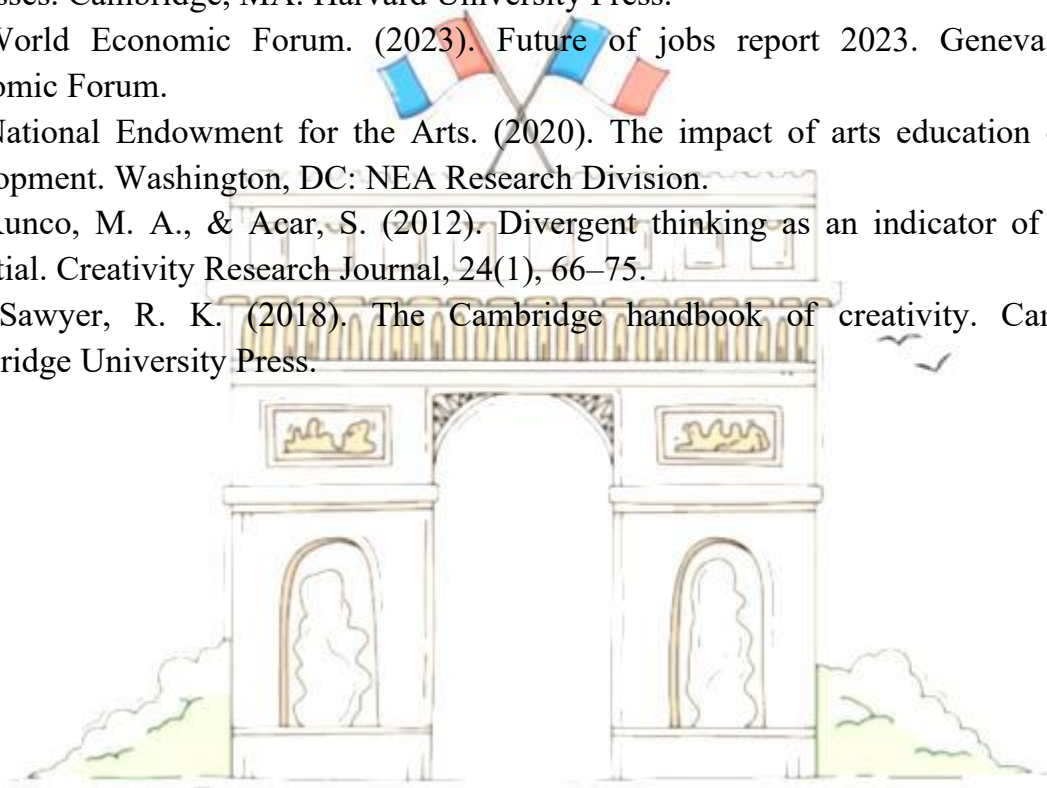 sses. Cambridge, MA: Harvard University Press.
World Economic Forum. (2023). Future of jobs report 2023. Geneva
omic Forum.
National Endowment for the Arts. (2020). The impact of arts education
opment. Washington, DC: NEA Research Division.
Runco, M. A., & Acar, S. (2012). Divergent thinking as an indicator of
tial. Creativity Research Journal, 24(1), 66–75.
Sawyer, R. K. (2018). The Cambridge handbook of creativity. Cam
ridge University Press.